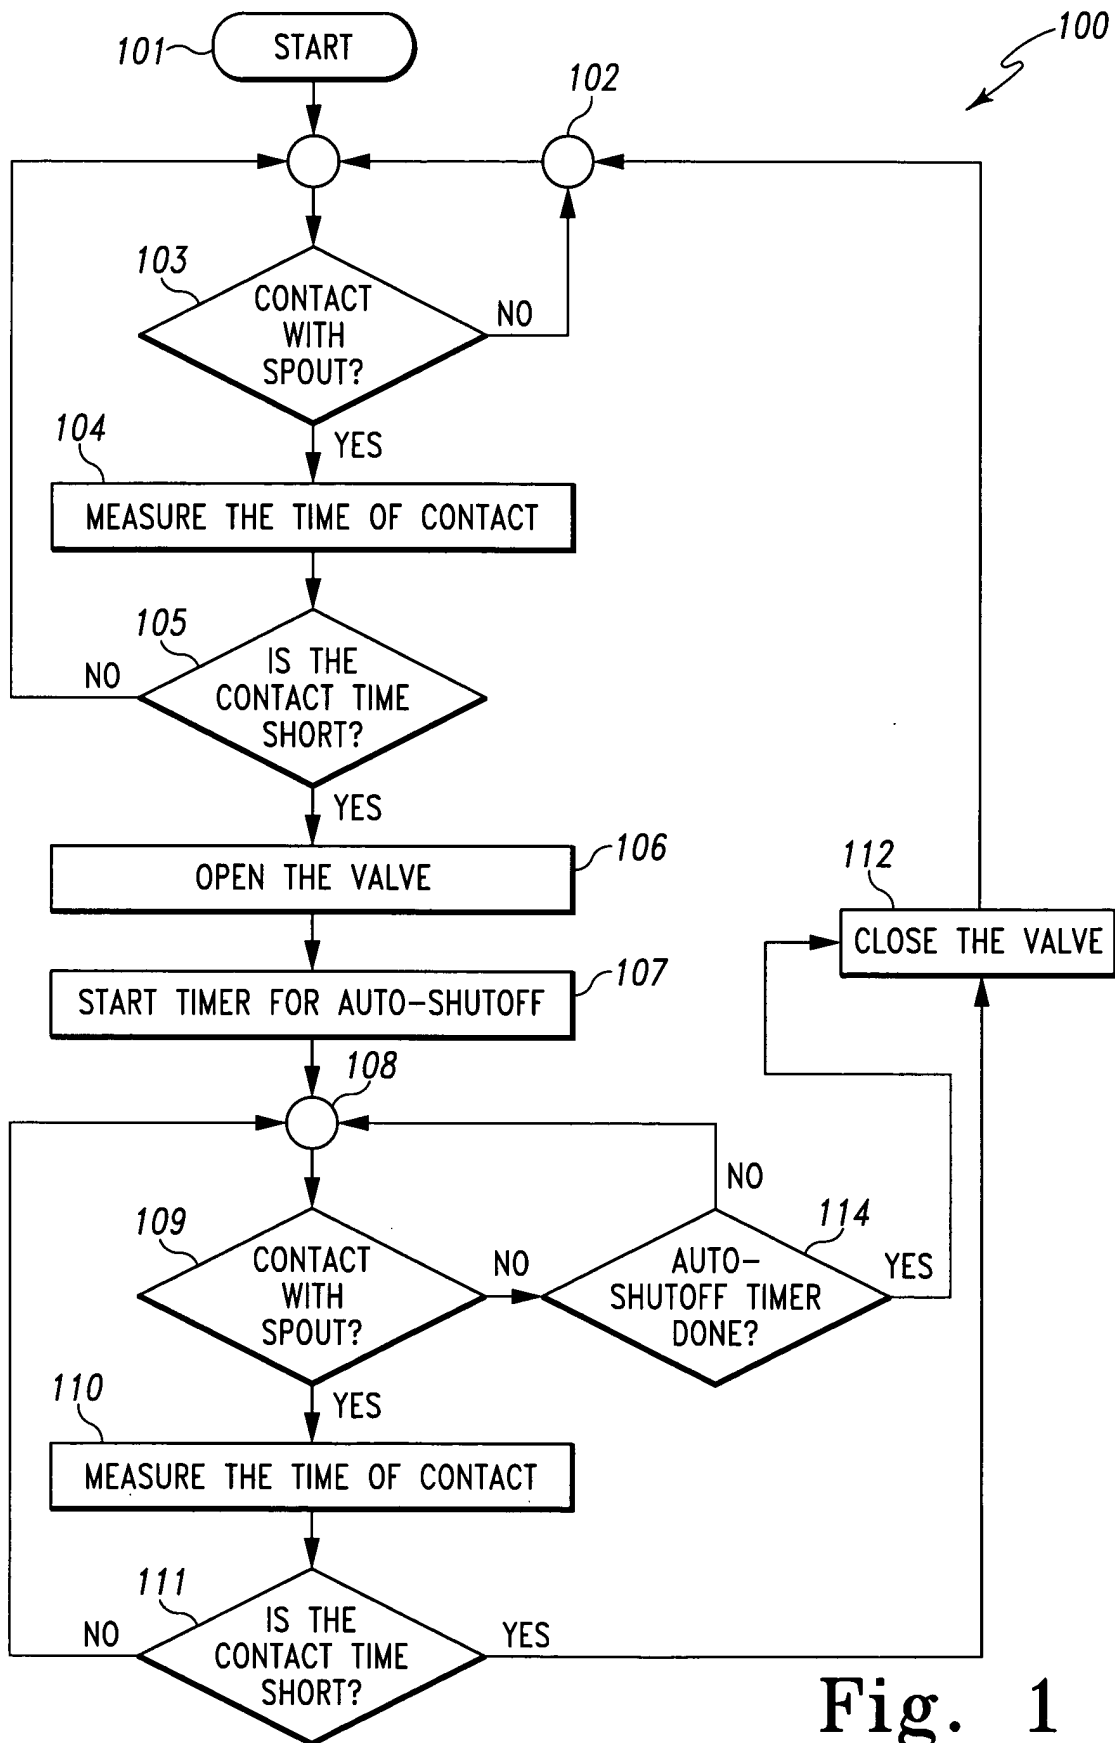 100
101
START
102
103
CONTACT
WITH
SPOUT?
NO
YES
104
MEASURE THE TIME OF CONTACT
105
IS THE
CONTACT TIME
SHORT?
NO
YES
OPEN THE VALVE
106
START TIMER FOR AUTO-SHUTOFF
107
112
CLOSE THE VALVE
108
109
CONTACT
WITH
SPOUT?
NO
114
AUTO-
SHUTOFF TIMER
DONE?
NO
YES
YES
110
MEASURE THE TIME OF CONTACT
111
IS THE
CONTACT TIME
SHORT?
NO
YES
Fig. 1